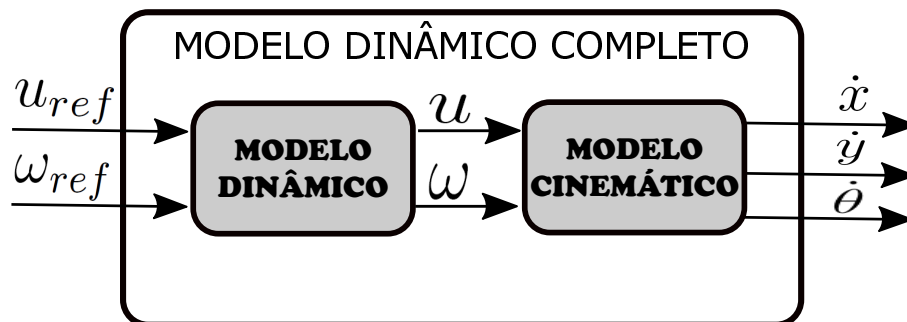 MODELO DINÂMICO COMPLETO
u_ref
ω_ref
MODELO
DINÂMICO
u
ω
MODELO
CINEMÁTICO
ẋ
ẏ
θ̇